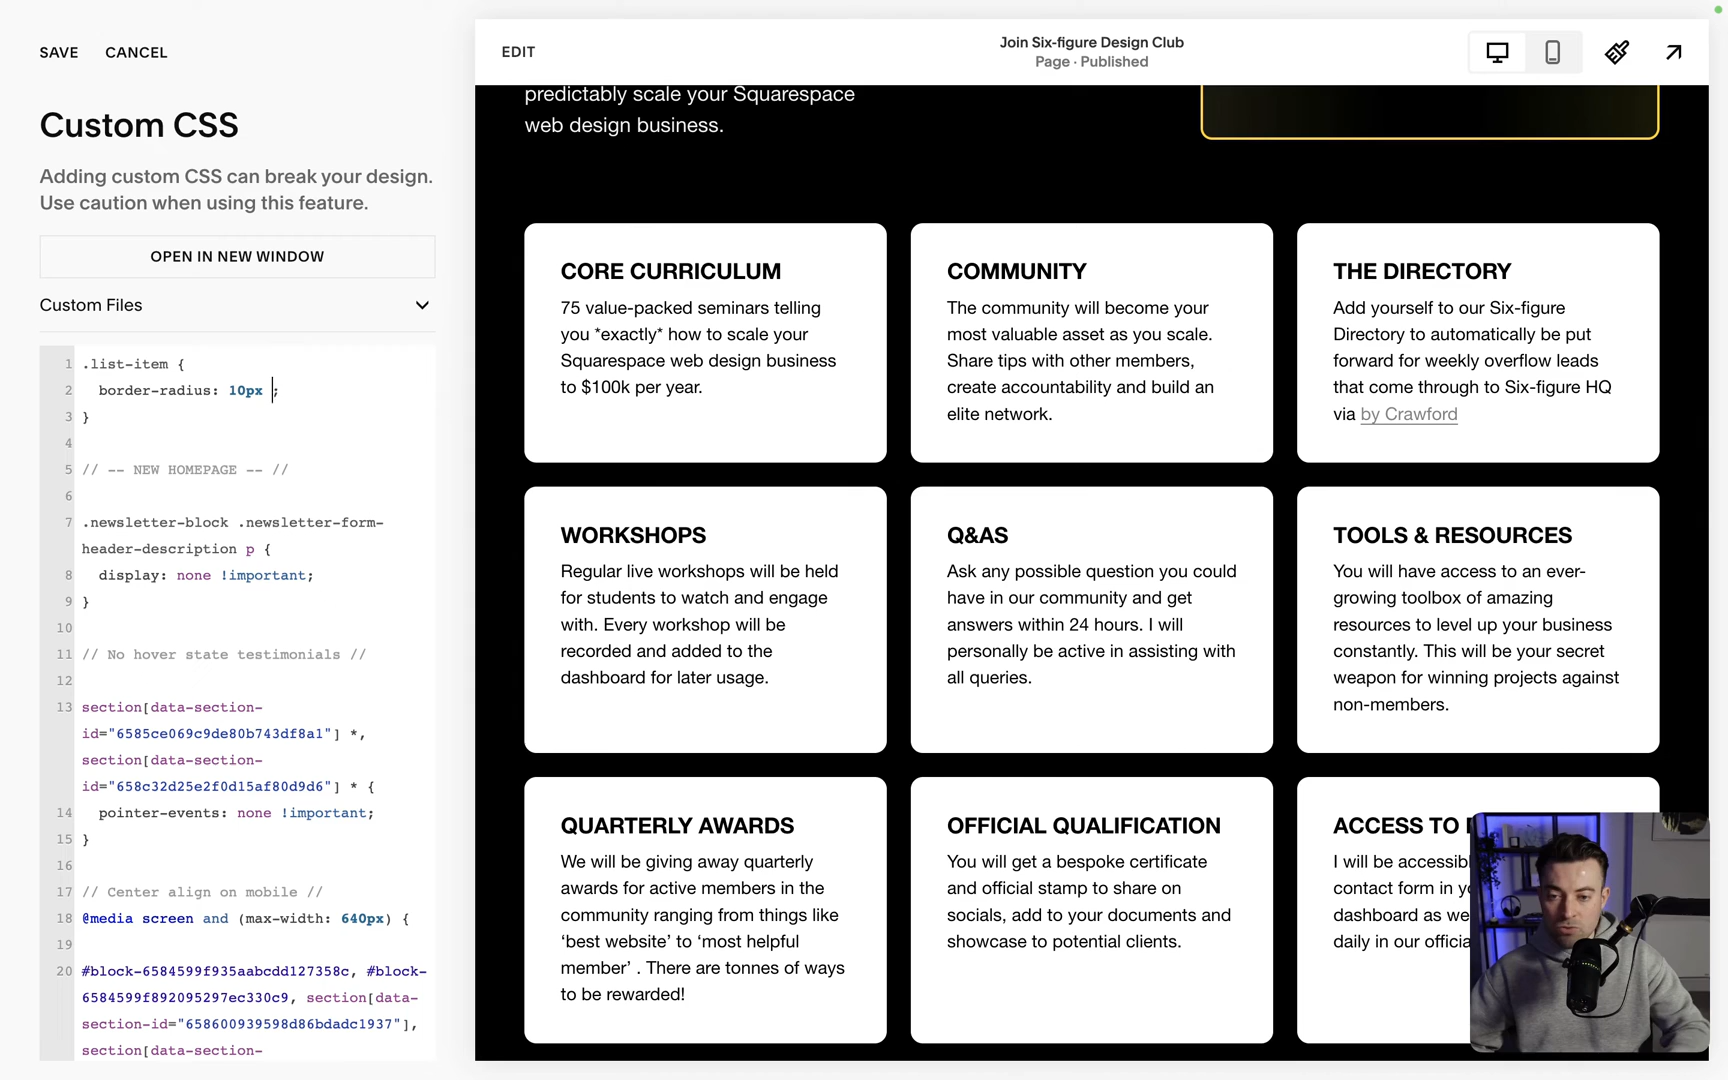 SAVE CANCEL
Custom CSS
Adding custom CSS can break your design.
Use caution when using this feature.
OPEN IN NEW WINDOW
Custom Files
1 .list-item {
2 border-radius: 10px ;
3 }
4
5 // -- NEW HOMEPAGE -- //
6
7 .newsletter-block .newsletter-form-
header-description p {
8 display: none !important;
9 }
10
11 // No hover state testimonials //
12
13 section[data-section-
id="6585ce069c9de80b743df8a1"] *,
section[data-section-
id="658c32d25e2f0d15af80d9d6"] * {
14 pointer-events: none !important;
15 }
16
17 // Center align on mobile //
18 @media screen and (max-width: 640px) {
19
20 #block-6584599f935aabcdd127358c, #block-
6584599f892095297ec330c9, section[data-
section-id="658600939598d86bdadc1937"],
section[data-section-
EDIT
Join Six-figure Design Club
Page · Published
predictably scale your Squarespace
web design business.
CORE CURRICULUM
75 value-packed seminars telling
you *exactly* how to scale your
Squarespace web design business
to $100k per year.
COMMUNITY
The community will become your
most valuable asset as you scale.
Share tips with other members,
create accountability and build an
elite network.
THE DIRECTORY
Add yourself to our Six-figure
Directory to automatically be put
forward for weekly overflow leads
that come through to Six-figure HQ
via by Crawford
WORKSHOPS
Regular live workshops will be held
for students to watch and engage
with. Every workshop will be
recorded and added to the
dashboard for later usage.
Q&AS
Ask any possible question you could
have in our community and get
answers within 24 hours. I will
personally be active in assisting with
all queries.
TOOLS & RESOURCES
You will have access to an ever-
growing toolbox of amazing
resources to level up your business
constantly. This will be your secret
weapon for winning projects against
non-members.
QUARTERLY AWARDS
We will be giving away quarterly
awards for active members in the
community ranging from things like
‘best website’ to ‘most helpful
member’ . There are tonnes of ways
to be rewarded!
OFFICIAL QUALIFICATION
You will get a bespoke certificate
and official stamp to share on
socials, add to your documents and
showcase to potential clients.
ACCESS TO
I will be
contact form in
dashboard as
daily in our